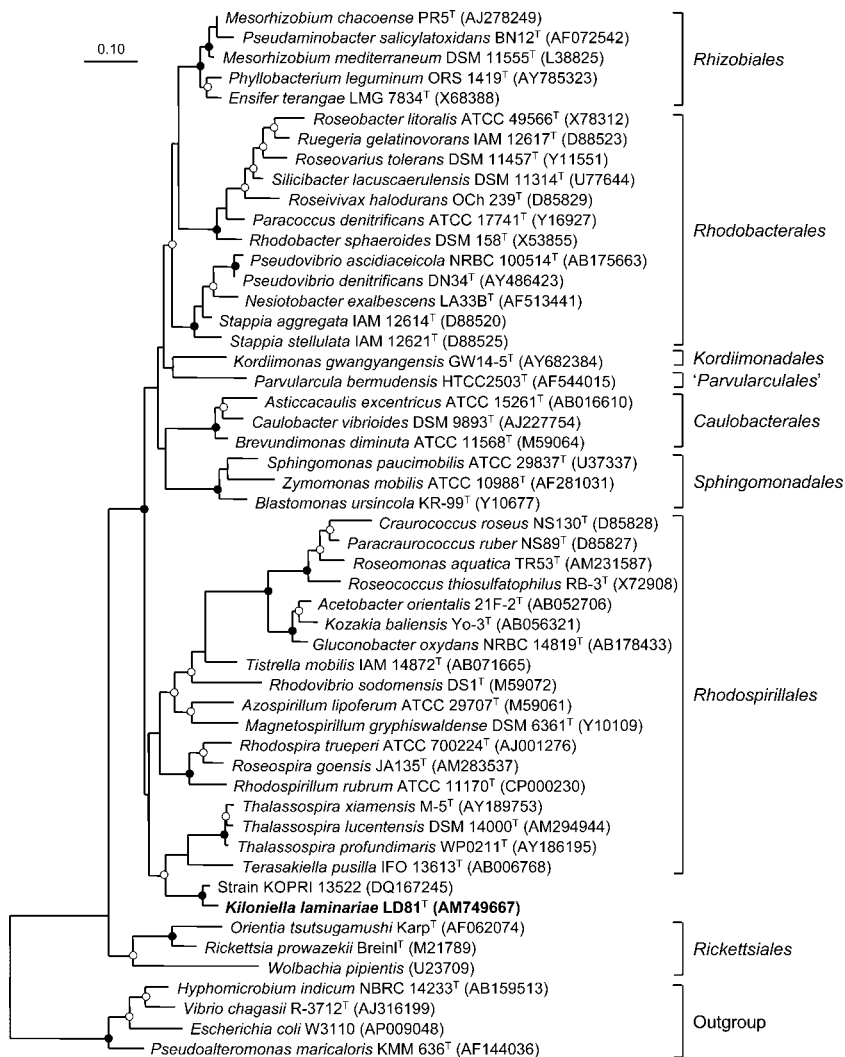 0.10
Mesorhizobium chacoense PR5ᵀ (AJ278249)
Pseudaminobacter salicylatoxidans BN12ᵀ (AF072542)
Mesorhizobium mediterraneum DSM 11555ᵀ (L38825)
Phyllobacterium leguminum ORS 1419ᵀ (AY785323)
Ensifer terangae LMG 7834ᵀ (X68388)
Rhizobiales
Roseobacter litoralis ATCC 49566ᵀ (X78312)
Ruegeria gelatinovorans IAM 12617ᵀ (D88523)
Roseovarius tolerans DSM 11457ᵀ (Y11551)
Silicibacter lacuscaerulensis DSM 11314ᵀ (U77644)
Roseivivax halodurans OCh 239ᵀ (D85829)
Paracoccus denitrificans ATCC 17741ᵀ (Y16927)
Rhodobacter sphaeroides DSM 158ᵀ (X53855)
Pseudovibrio ascidiaceicola NRBC 100514ᵀ (AB175663)
Pseudovibrio denitrificans DN34ᵀ (AY486423)
Nesiotobacter exalbescens LA33Bᵀ (AF513441)
Stappia aggregata IAM 12614ᵀ (D88520)
Stappia stellulata IAM 12621ᵀ (D88525)
Rhodobacterales
Kordiimonas gwangyangensis GW14-5ᵀ (AY682384)
Kordiimonadales
Parvularcula bermudensis HTCC2503ᵀ (AF544015)
‘Parvularculales’
Asticcacaulis excentricus ATCC 15261ᵀ (AB016610)
Caulobacter vibrioides DSM 9893ᵀ (AJ227754)
Brevundimonas diminuta ATCC 11568ᵀ (M59064)
Caulobacterales
Sphingomonas paucimobilis ATCC 29837ᵀ (U37337)
Zymomonas mobilis ATCC 10988ᵀ (AF281031)
Blastomonas ursincola KR-99ᵀ (Y10677)
Sphingomonadales
Craurococcus roseus NS130ᵀ (D85828)
Paracraurococcus ruber NS89ᵀ (D85827)
Roseomonas aquatica TR53ᵀ (AM231587)
Roseococcus thiosulfatophilus RB-3ᵀ (X72908)
Acetobacter orientalis 21F-2ᵀ (AB052706)
Kozakia baliensis Yo-3ᵀ (AB056321)
Gluconobacter oxydans NRBC 14819ᵀ (AB178433)
Tistrella mobilis IAM 14872ᵀ (AB071665)
Rhodovibrio sodomensis DS1ᵀ (M59072)
Azospirillum lipoferum ATCC 29707ᵀ (M59061)
Magnetospirillum gryphiswaldense DSM 6361ᵀ (Y10109)
Rhodospira trueperi ATCC 700224ᵀ (AJ001276)
Roseospira goensis JA135ᵀ (AM283537)
Rhodospirillum rubrum ATCC 11170ᵀ (CP000230)
Thalassospira xiamensis M-5ᵀ (AY189753)
Thalassospira lucentensis DSM 14000ᵀ (AM294944)
Thalassospira profundimaris WP0211ᵀ (AY186195)
Terasakiella pusilla IFO 13613ᵀ (AB006768)
Rhodospirillales
Strain KOPRI 13522 (DQ167245)
Kiloniella laminariae LD81ᵀ (AM749667)
Orientia tsutsugamushi Karpᵀ (AF062074)
Rickettsia prowazekii Breinlᵀ (M21789)
Wolbachia pipientis (U23709)
Rickettsiales
Hyphomicrobium indicum NBRC 14233ᵀ (AB159513)
Vibrio chagasii R-3712ᵀ (AJ316199)
Escherichia coli W3110 (AP009048)
Pseudoalteromonas maricaloris KMM 636ᵀ (AF144036)
Outgroup